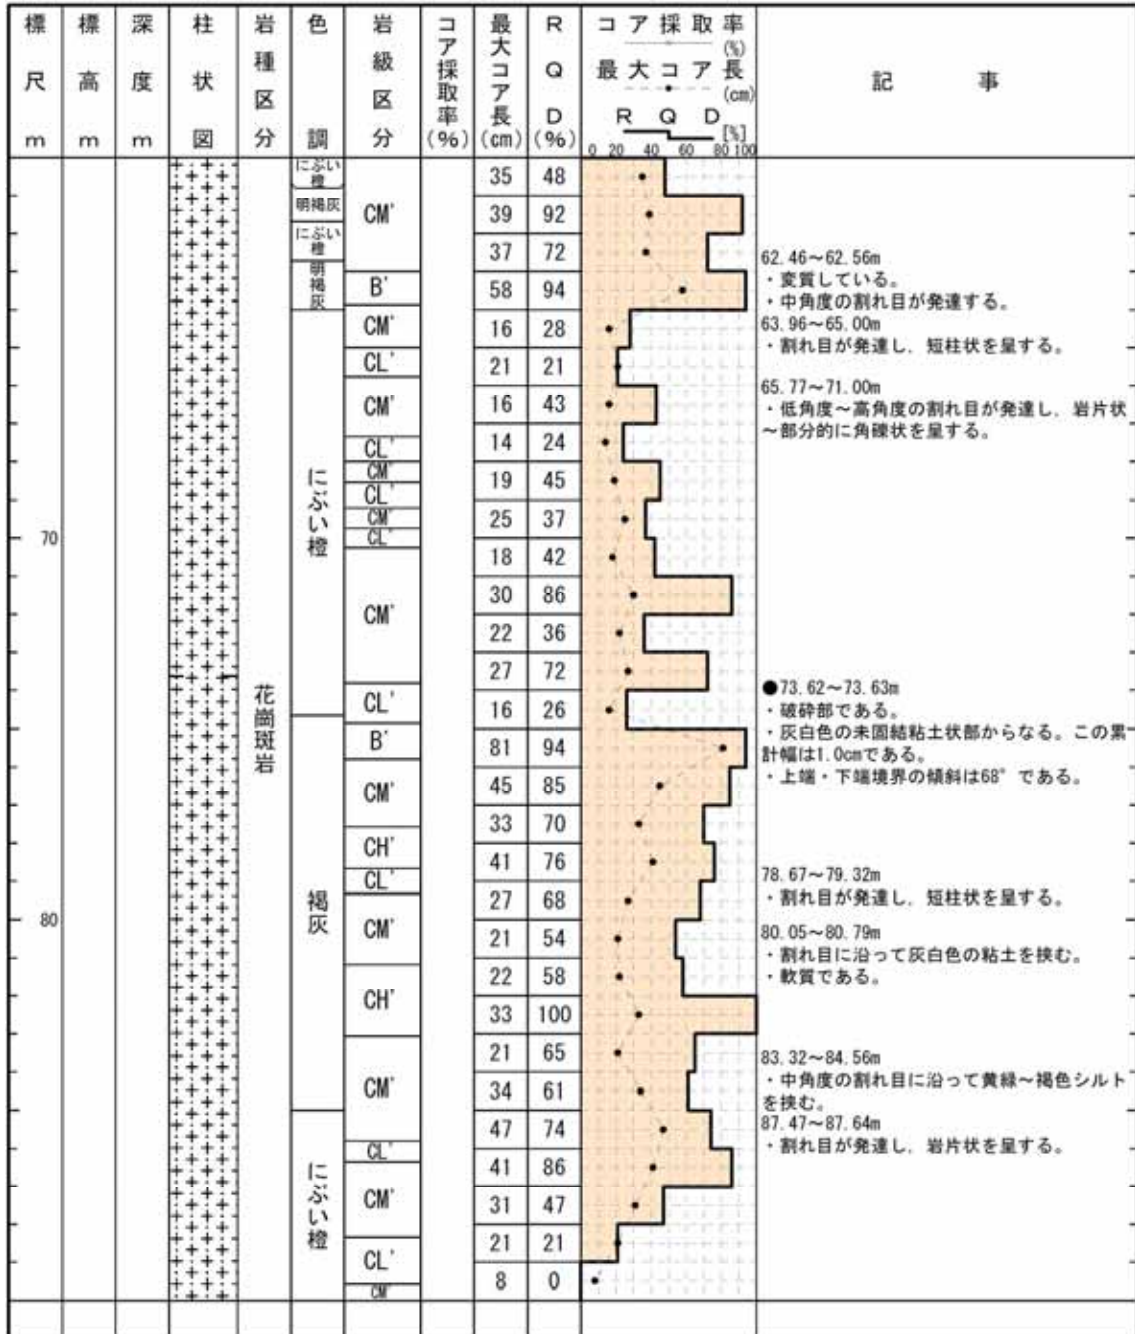 標尺 m
標高 m
深度 m
柱状図
岩種区分
色調
岩級区分
コア採取率(%)
最大コア長(cm)
RQD(%)
コア採取率
(%)
最大コア長
(cm)
RQD
[%]
0 20 40 60 80 100
記事
にぶい橙
明褐灰
にぶい橙
明褐灰
にぶい橙
褐灰
にぶい橙
花崗斑岩
70
80
CM'
B'
CM'
CL'
CM'
CL'
CM'
CL'
CM'
CL'
CM'
CL'
B'
CM'
CH'
CL'
CM'
CH'
CM'
CL'
CM'
CL'
CM'
35 48
39 92
37 72
58 94
16 28
21 21
16 43
14 24
19 45
25 37
18 42
30 86
22 36
27 72
16 26
81 94
45 85
33 70
41 76
27 68
21 54
22 58
33 100
21 65
34 61
47 74
41 86
31 47
21 21
8 0
62.46～62.56m
・変質している。
・中角度の割れ目が発達する。
63.96～65.00m
・割れ目が発達し、短柱状を呈する。
65.77～71.00m
・低角度～高角度の割れ目が発達し、岩片状
～部分的に角礫状を呈する。
●73.62～73.63m
・破砕部である。
・灰白色の未固結粘土状部からなる。この累
計幅は1.0cmである。
・上端・下端境界の傾斜は68°である。
78.67～79.32m
・割れ目が発達し、短柱状を呈する。
80.05～80.79m
・割れ目に沿って灰白色の粘土を挟む。
・軟質である。
83.32～84.56m
・中角度の割れ目に沿って黄緑～褐色シルト
を挟む。
87.47～87.64m
・割れ目が発達し、岩片状を呈する。